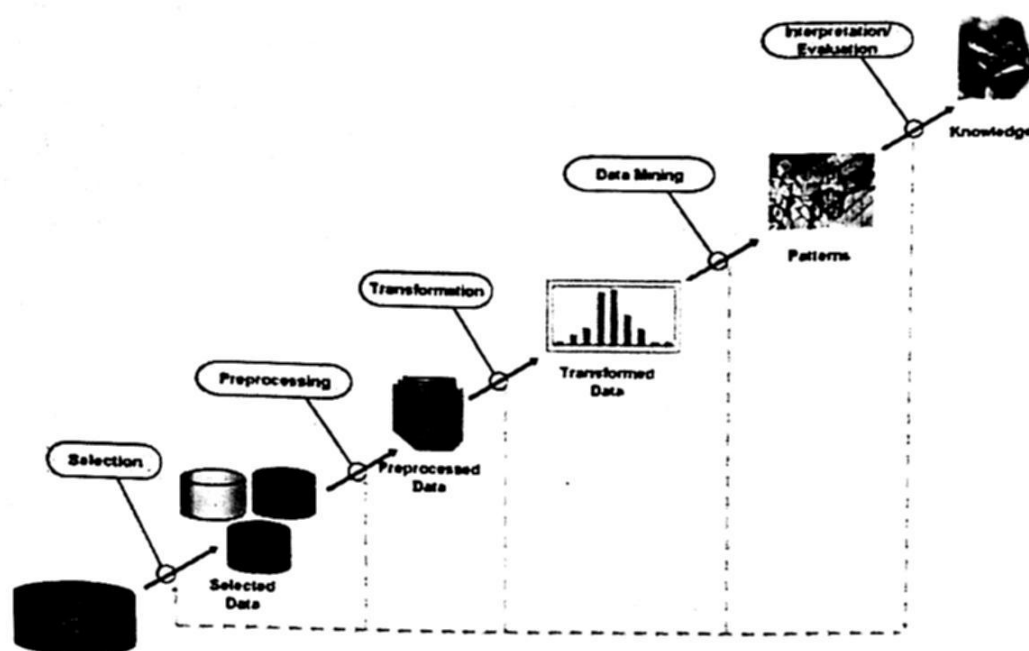 Interpretation/
Evaluation
Knowledge
Data Mining
Patterns
Transformation
Transformed
Data
Preprocessing
Preprocessed
Data
Selection
Selected
Data